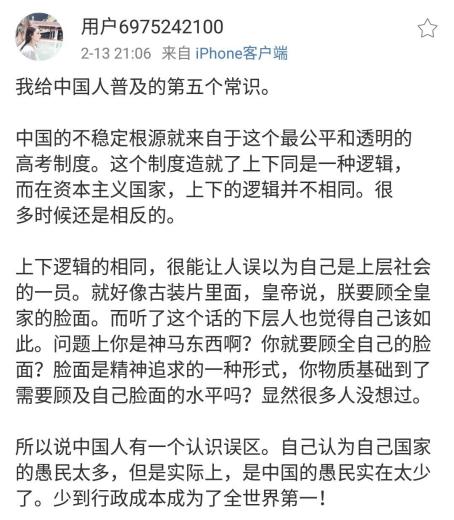 用户6975242100
2-13 21:06 来自 iPhone客户端
我给中国人普及的第五个常识。
中国的不稳定根源就来自于这个最公平和透明的
高考制度。这个制度造就了上下同是一种逻辑，
而在资本主义国家，上下的逻辑并不相同。很
多时候还是相反的。
上下逻辑的相同，很能让人误以为自己是上层社会
的一员。就好像古装片里面，皇帝说，朕要顾全皇
家的脸面。而听了这个话的下层人也觉得自己该如
此。问题上你是神马东西啊？你就要顾全自己的脸
面？脸面是精神追求的一种形式，你物质基础到了
需要顾及自己脸面的水平吗？显然很多人没想过。
所以说中国人有一个认识误区。自己认为自己国家
的愚民太多，但是实际上，是中国的愚民实在太少
了。少到行政成本成为了全世界第一！